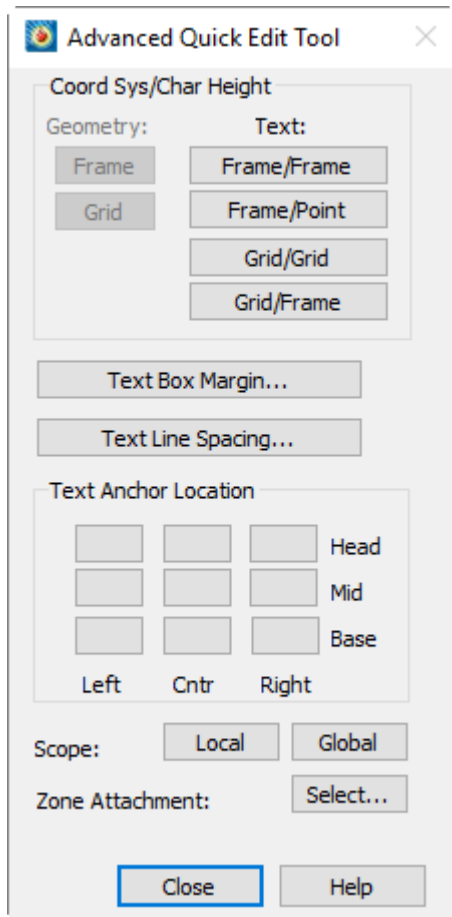 Advanced Quick Edit Tool
Coord Sys/Char Height
Geometry: Text:
Frame Frame/Frame
Grid Frame/Point
Grid/Grid
Grid/Frame
Text Box Margin...
Text Line Spacing...
Text Anchor Location
Head
Mid
Base
Left Cntr Right
Scope: Local Global
Zone Attachment: Select...
Close Help